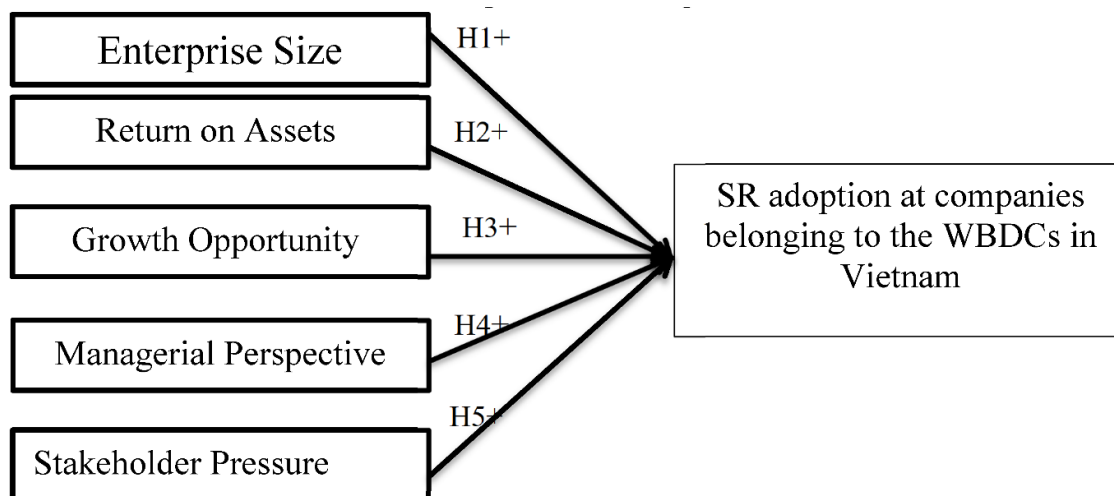 Enterprise Size
H1+
Return on Assets
H2+
Growth Opportunity
H3+
Managerial Perspective
H4+
Stakeholder Pressure
H5+
SR adoption at companies
belonging to the WBDCs in
Vietnam